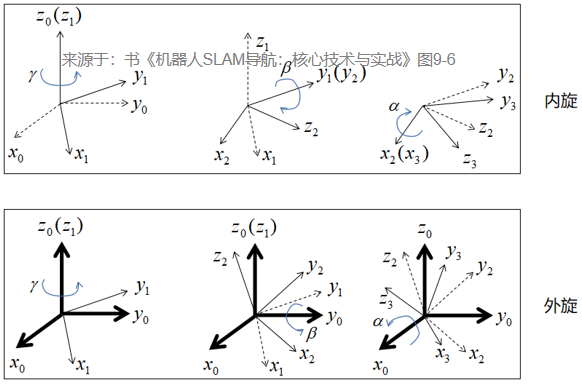 z₀(z₁)
来源于：书《机器人SLAM导航：核心技术与实战》图9-6
γ
y₁
y₀
x₀
x₁
z₁
β
y₁(y₂)
z₂
x₂
x₁
y₂
α
y₃
z₂
x₂(x₃)
z₃
内旋
z₀(z₁)
γ
y₁
y₀
x₀
x₁
z₀(z₁)
z₂
y₂
y₁
y₀
β
x₀
x₂
x₁
z₀
z₂
y₃
y₂
z₃
y₀
α
x₀
x₃
x₂
外旋